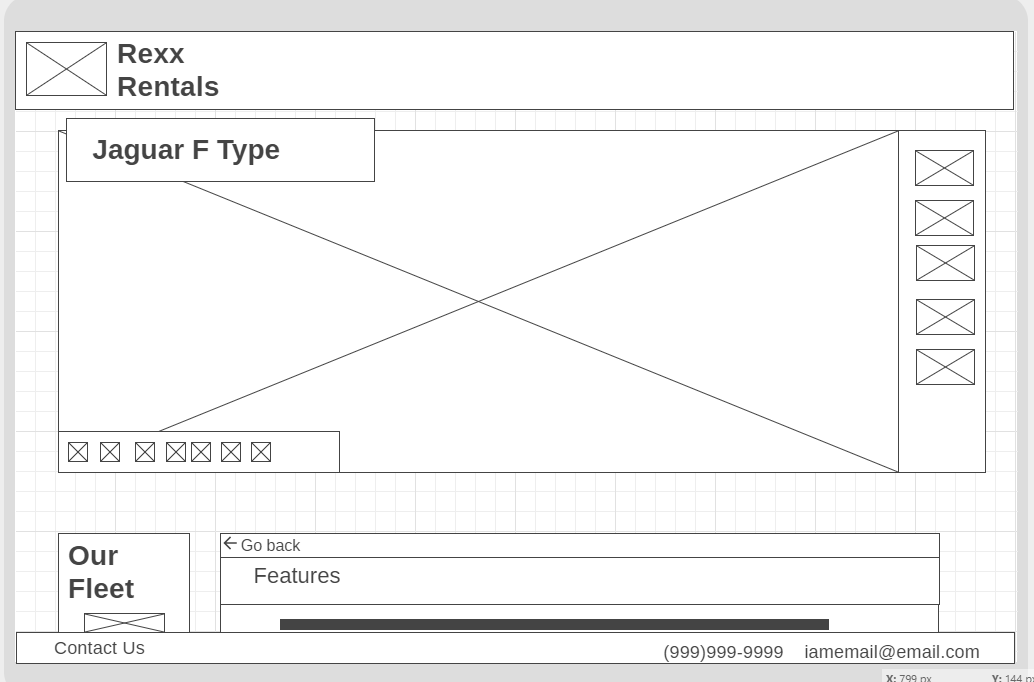 Rexx
Rentals
Jaguar F Type
Our
Fleet
Go back
Features
Contact Us
(999)999-9999 iamemail@email.com
X: 799 px Y: 144 p